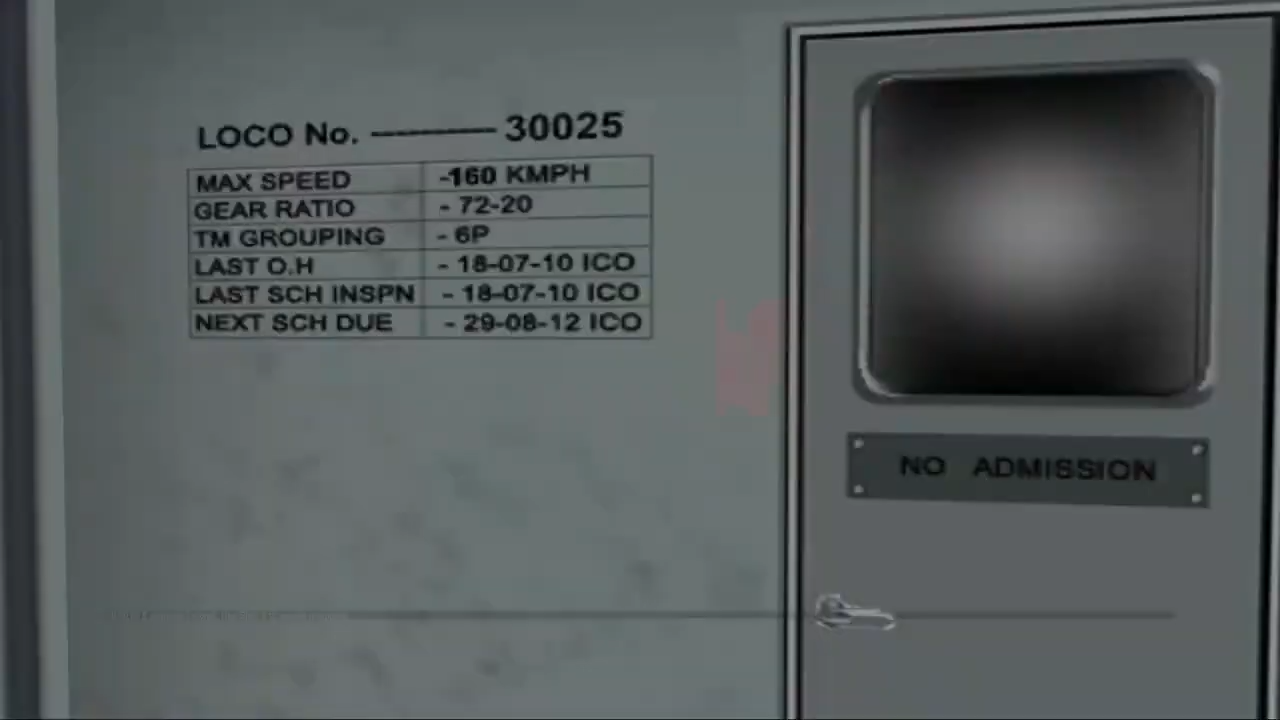 LOCO No. ——— 30025
MAX SPEED -160 KMPH
GEAR RATIO - 72-20
TM GROUPING - 6P
LAST O.H - 18-07-10 ICO
LAST SCH INSPN - 18-07-10 ICO
NEXT SCH DUE - 29-08-12 ICO
NO ADMISSION